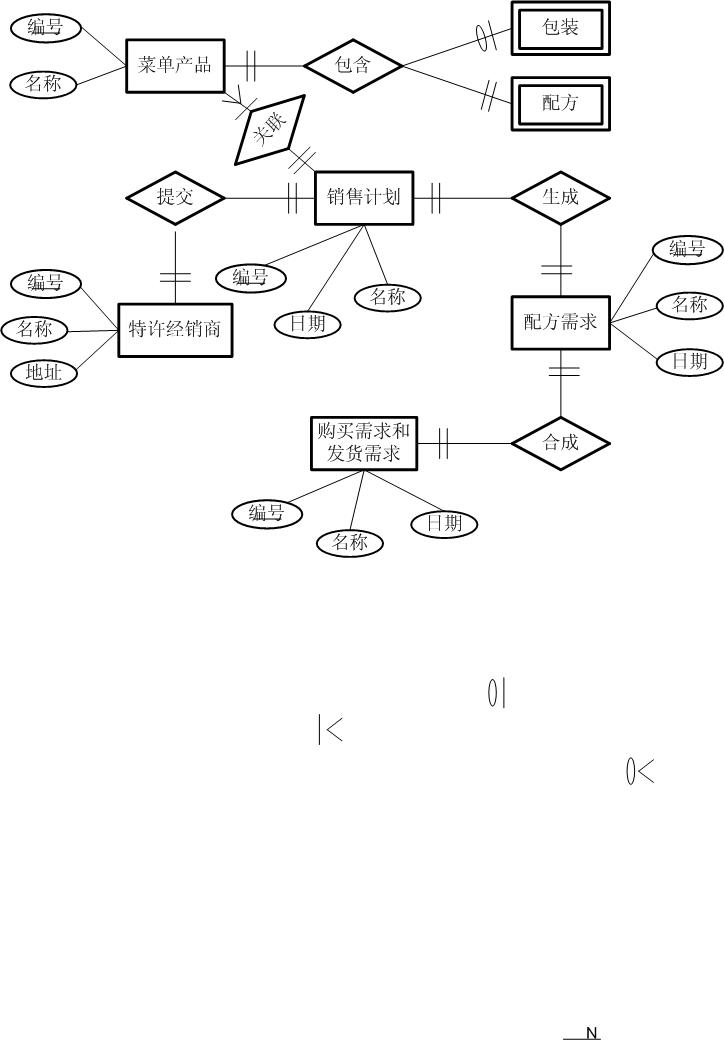 编号
名称
菜单产品
包含
包装
配方
关联
提交
销售计划
生成
编号
日期
名称
编号
名称
地址
特许经销商
配方需求
编号
名称
日期
购买需求和
发货需求
合成
编号
名称
日期
N